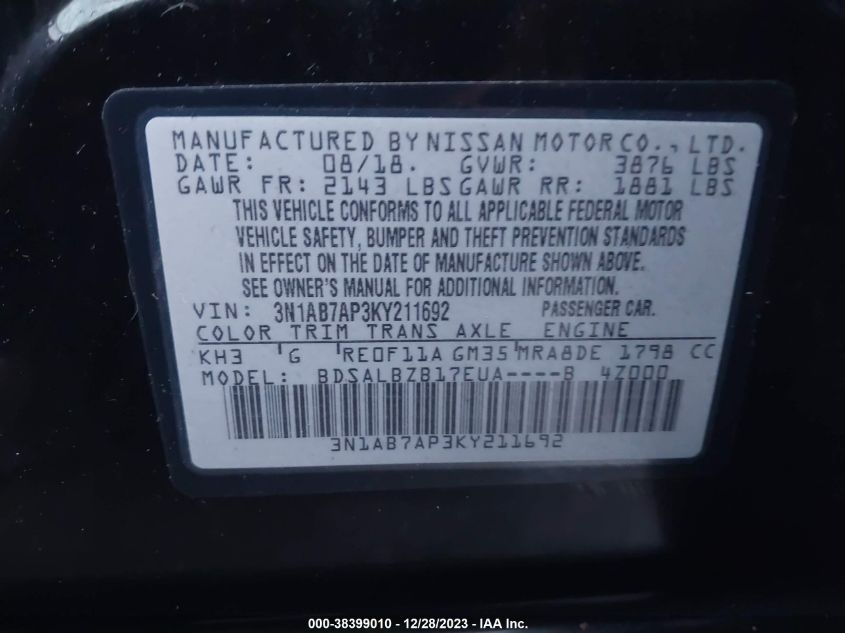 MANUFACTURED BY NISSAN MOTOR CO., LTD.
DATE: 08/18. GVWR: 3876 LBS
GAWR FR: 2143 LBS GAWR RR: 1881 LBS
THIS VEHICLE CONFORMS TO ALL APPLICABLE FEDERAL MOTOR
VEHICLE SAFETY, BUMPER AND THEFT PREVENTION STANDARDS
IN EFFECT ON THE DATE OF MANUFACTURE SHOWN ABOVE.
SEE OWNER'S MANUAL FOR ADDITIONAL INFORMATION.
VIN: 3N1AB7AP3KY211692 PASSENGER CAR.
COLOR TRIM TRANS AXLE ENGINE
KH3 'G 'RE0F11A GM35'MRA8DE 1798 CC
MODEL: BDSALBZB17EUA----B 4Z000
3N1AB7AP3KY211692
000-38399010 - 12/28/2023 - IAA Inc.